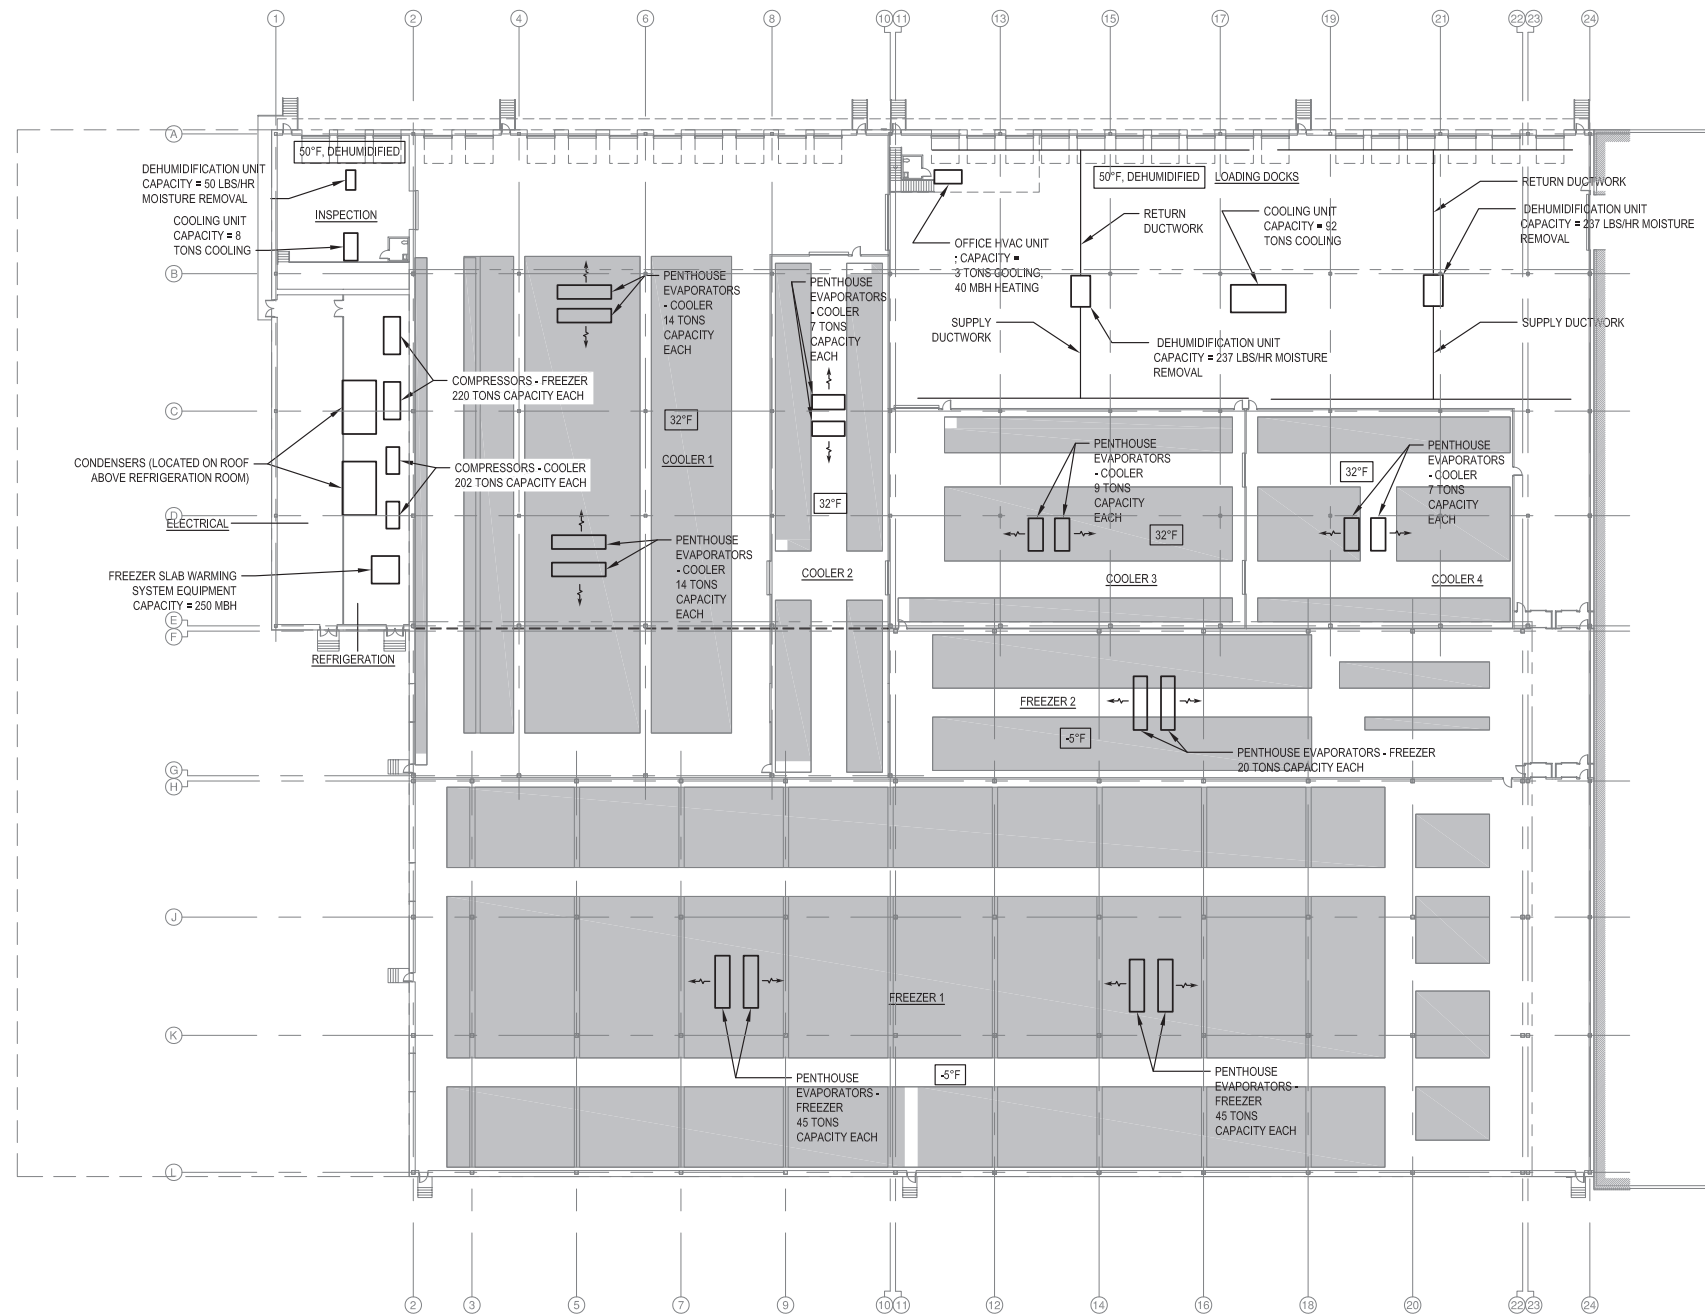 1
2
4
6
8
10
11
13
15
17
19
21
22
23
24
A
B
C
D
E
F
G
H
J
K
L
50°F, DEHUMIDIFIED
DEHUMIDIFICATION UNIT
CAPACITY = 50 LBS/HR
MOISTURE REMOVAL
INSPECTION
COOLING UNIT
CAPACITY = 8
TONS COOLING
COMPRESSORS - FREEZER
220 TONS CAPACITY EACH
CONDENSERS (LOCATED ON ROOF
ABOVE REFRIGERATION ROOM)
COMPRESSORS - COOLER
202 TONS CAPACITY EACH
ELECTRICAL
FREEZER SLAB WARMING
SYSTEM EQUIPMENT
CAPACITY = 250 MBH
REFRIGERATION
PENTHOUSE
EVAPORATORS
- COOLER
14 TONS
CAPACITY
EACH
32°F
COOLER 1
PENTHOUSE
EVAPORATORS
- COOLER
14 TONS
CAPACITY
EACH
PENTHOUSE
EVAPORATORS
- COOLER
7 TONS
CAPACITY
EACH
32°F
COOLER 2
50°F, DEHUMIDIFIED
LOADING DOCKS
OFFICE HVAC UNIT
; CAPACITY =
3 TONS COOLING,
40 MBH HEATING
RETURN
DUCTWORK
COOLING UNIT
CAPACITY = 92
TONS COOLING
RETURN DUCTWORK
DEHUMIDIFICATION UNIT
CAPACITY = 237 LBS/HR MOISTURE
REMOVAL
SUPPLY
DUCTWORK
DEHUMIDIFICATION UNIT
CAPACITY = 237 LBS/HR MOISTURE
REMOVAL
SUPPLY DUCTWORK
PENTHOUSE
EVAPORATORS
- COOLER
9 TONS
CAPACITY
EACH
32°F
COOLER 3
32°F
PENTHOUSE
EVAPORATORS
- COOLER
7 TONS
CAPACITY
EACH
COOLER 4
FREEZER 2
-5°F
PENTHOUSE EVAPORATORS - FREEZER
20 TONS CAPACITY EACH
FREEZER 1
-5°F
PENTHOUSE
EVAPORATORS -
FREEZER
45 TONS
CAPACITY EACH
PENTHOUSE
EVAPORATORS -
FREEZER
45 TONS
CAPACITY EACH
2
3
5
7
9
10
11
12
14
16
18
20
22
23
24